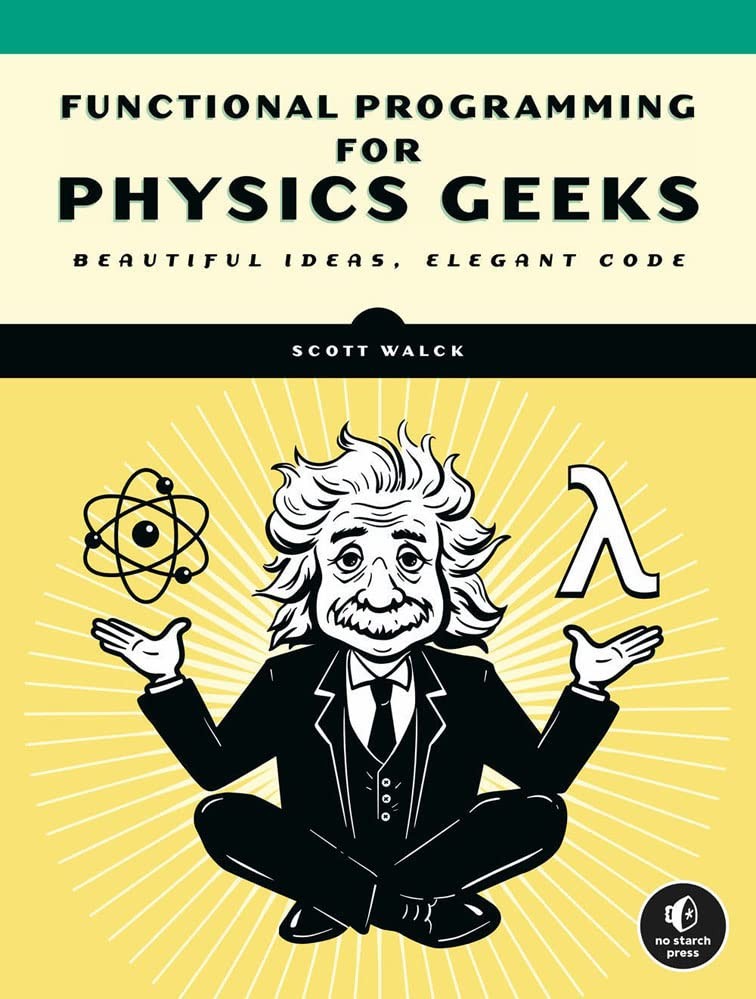 FUNCTIONAL PROGRAMMING
FOR
PHYSICS GEEKS
BEAUTIFUL IDEAS, ELEGANT CODE
SCOTT WALCK
λ
no starch
press